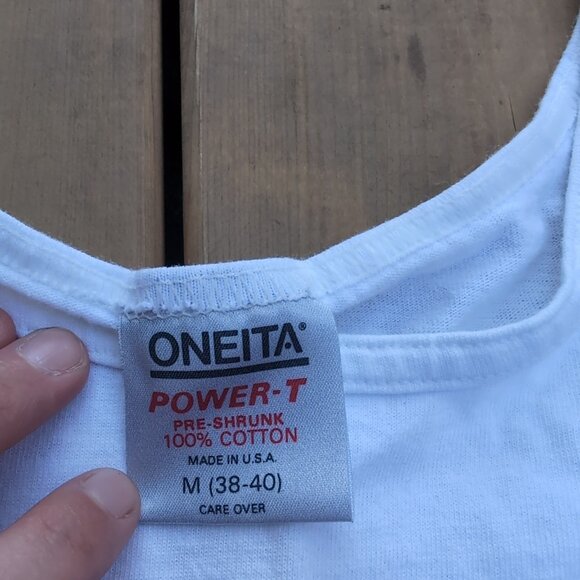 ONEITA®
POWER-T
PRE-SHRUNK
100% COTTON
MADE IN U.S.A.
M (38-40)
CARE OVER